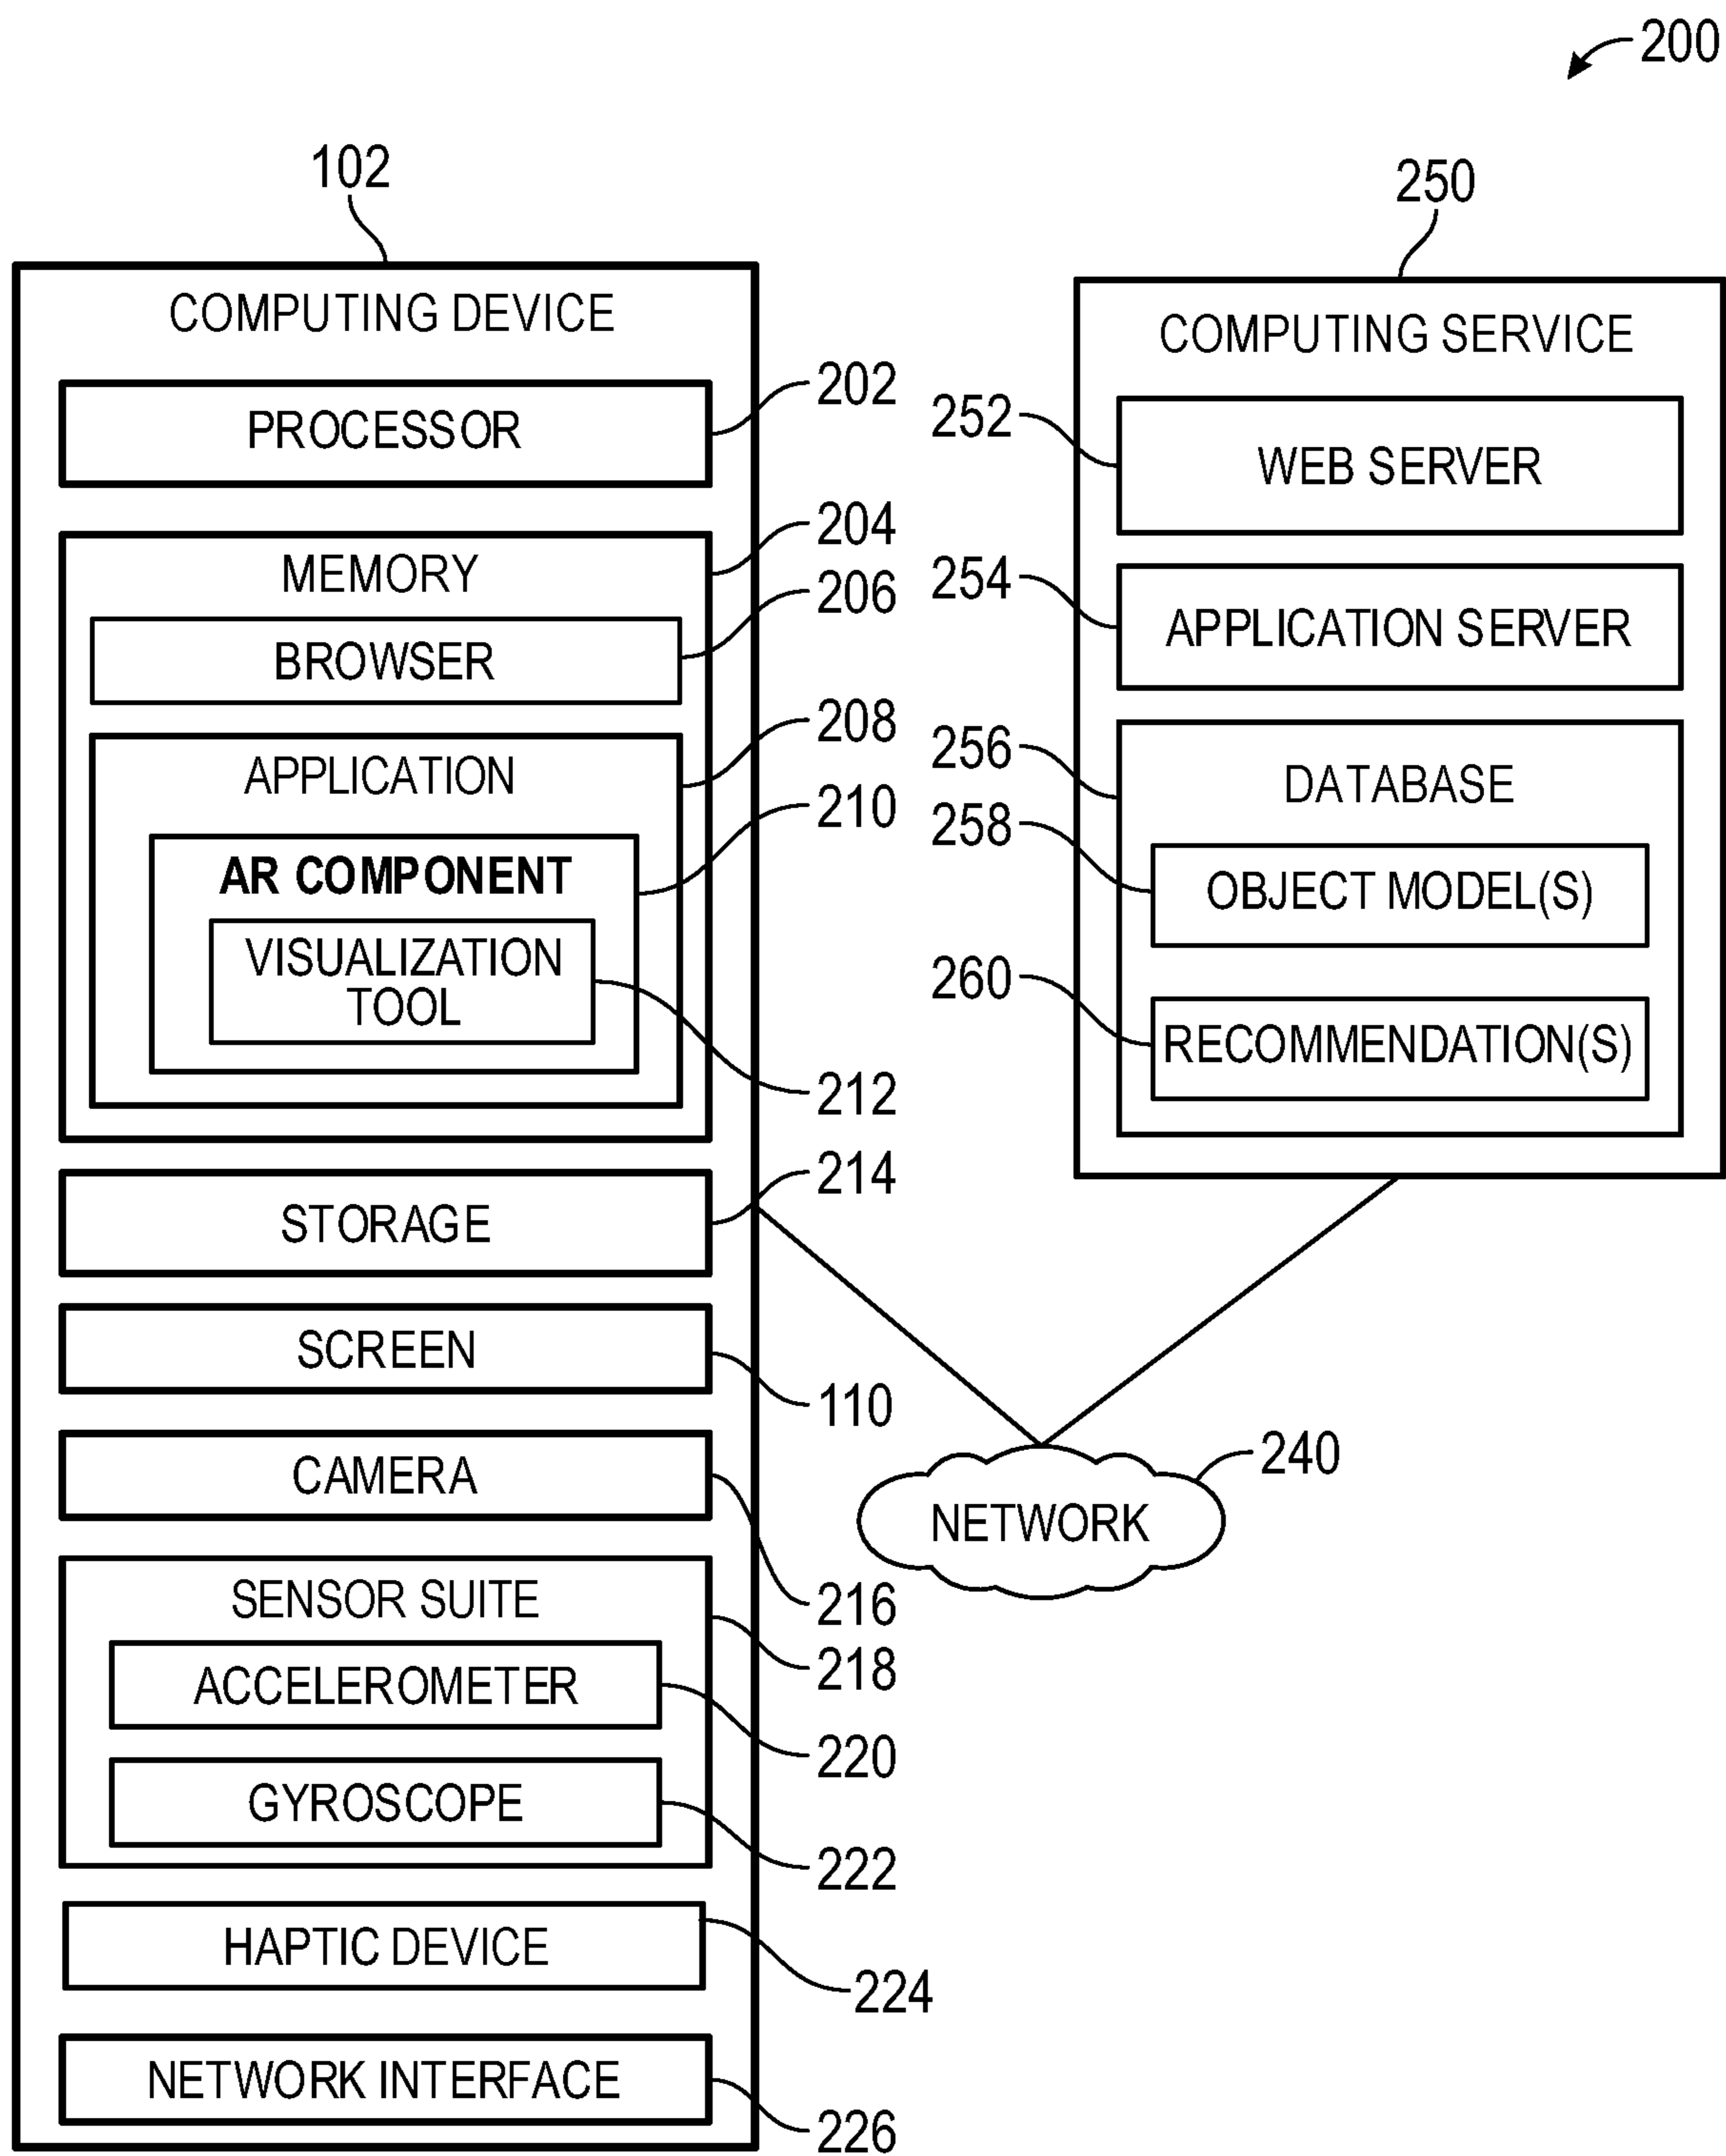 200
102
COMPUTING DEVICE
PROCESSOR
202
MEMORY
204
BROWSER
206
APPLICATION
208
AR COMPONENT
210
VISUALIZATION
TOOL
212
STORAGE
214
SCREEN
110
CAMERA
216
SENSOR SUITE
218
ACCELEROMETER
220
GYROSCOPE
222
HAPTIC DEVICE
224
NETWORK INTERFACE
226
250
COMPUTING SERVICE
252
WEB SERVER
254
APPLICATION SERVER
256
DATABASE
258
OBJECT MODEL(S)
260
RECOMMENDATION(S)
240
NETWORK